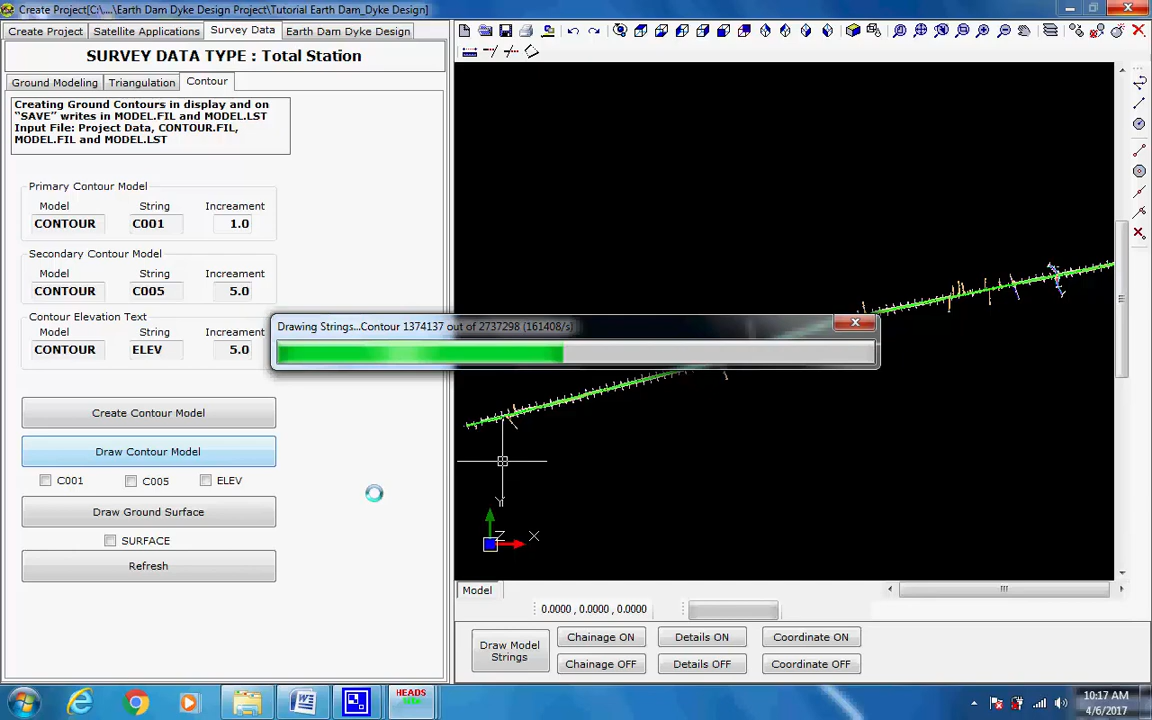 Create Project[C:\...\Earth Dam Dyke Design Project\Tutorial Earth Dam_Dyke Design]
Create Project
Satellite Applications
Survey Data
Earth Dam Dyke Design
SURVEY DATA TYPE : Total Station
Ground Modeling
Triangulation
Contour
Creating Ground Contours in display and on
"SAVE" writes in MODEL.FIL and MODEL.LST
Input File: Project Data, CONTOUR.FIL,
MODEL.FIL and MODEL.LST
Primary Contour Model
Model String Increament
CONTOUR C001 1.0
Secondary Contour Model
Model String Increament
CONTOUR C005 5.0
Contour Elevation Text
Model String Increament
CONTOUR ELEV 5.0
Drawing Strings...Contour 1374137 out of 2737298 (161408/s)
Create Contour Model
Draw Contour Model
C001 C005 ELEV
Draw Ground Surface
SURFACE
Refresh
Y
Z X
Model
0.0000 , 0.0000 , 0.0000
Draw Model
Strings
Chainage ON
Details ON
Coordinate ON
Chainage OFF
Details OFF
Coordinate OFF
HEADS
10:17 AM
4/6/2017